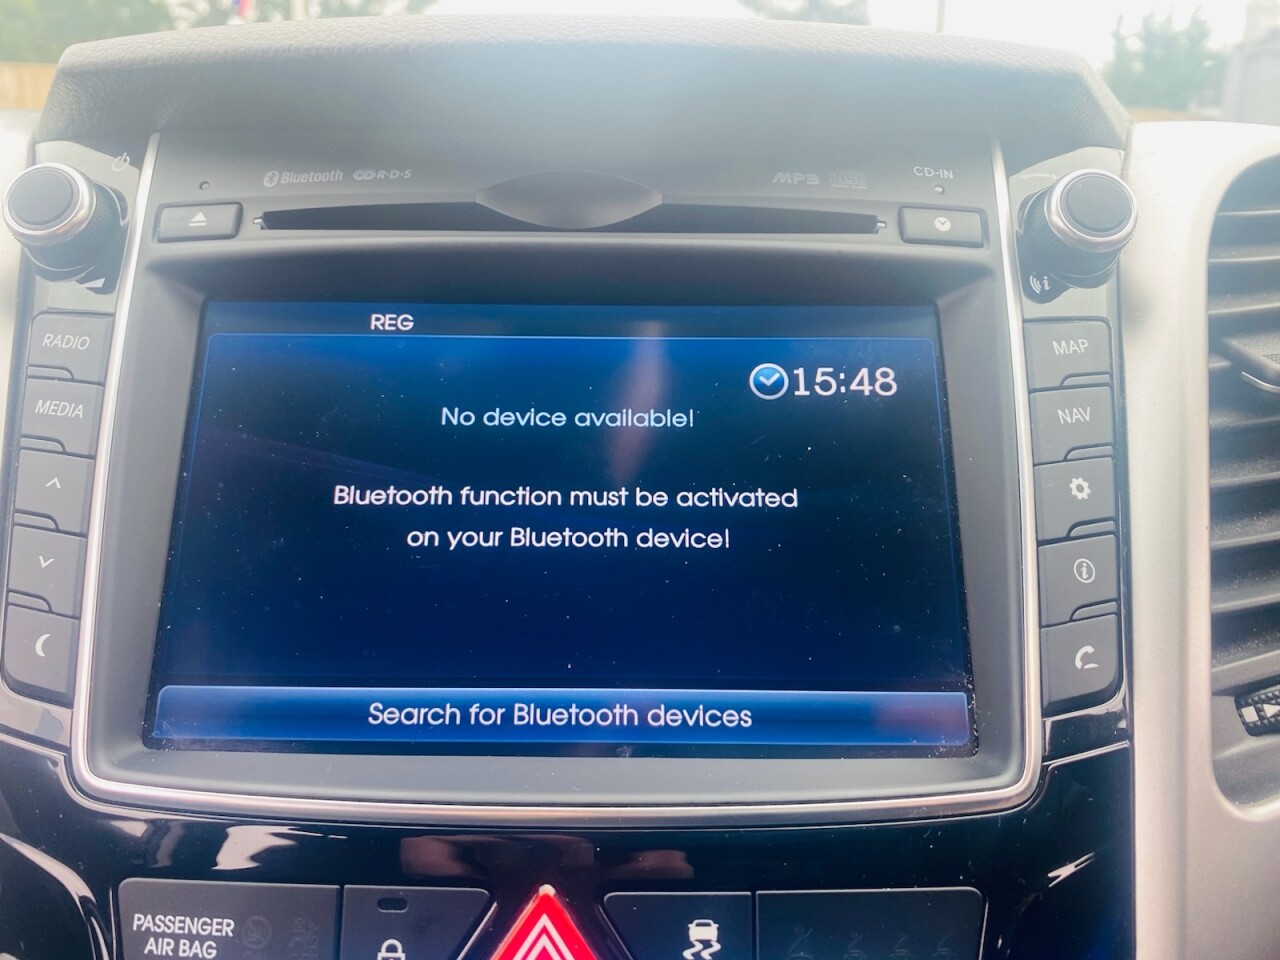 Bluetooth R·D·S
MP3
CD-IN
REG
RADIO
MEDIA
MAP
NAV
15:48
No device available!
Bluetooth function must be activated
on your Bluetooth device!
Search for Bluetooth devices
PASSENGER
AIR BAG